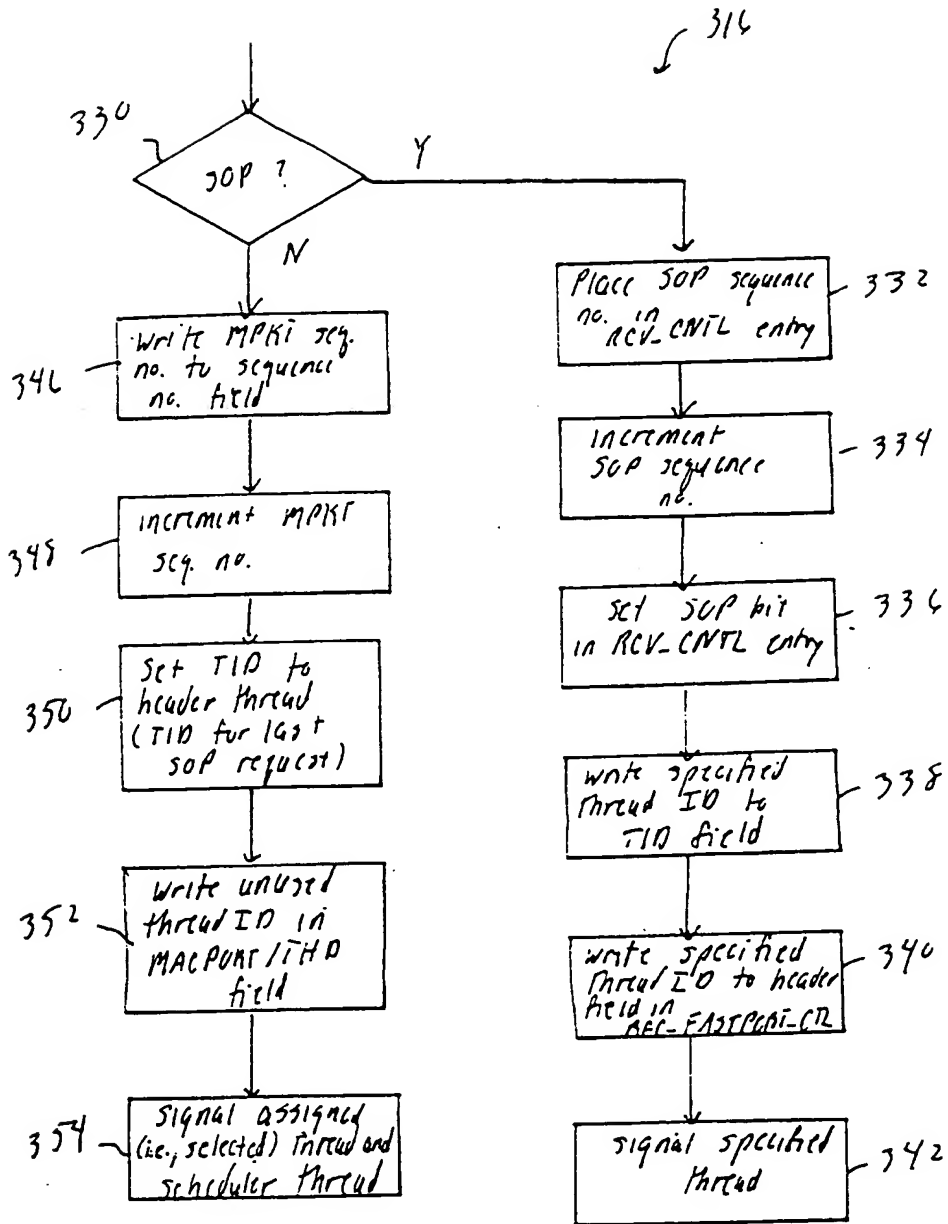 316
330
SOP ?
Y
N
Place SOP sequence
no. in
RCV_CNTL entry
332
Write MPKT seq.
no. to sequence
no. field
346
increment
SOP sequence
no.
334
increment MPKT
seq. no.
348
set SOP bit
in RCV_CNTL entry
336
Set TID to
header thread
(TID for last
SOP request)
350
write specified
thread ID to
TID field
338
Write unused
thread ID in
MACPORT/THD
field
352
write specified
thread ID to header
field in
REC_FASTPORT_CTL
340
signal assigned
(i.e., selected) thread and
scheduler thread
354
signal specified
thread
342